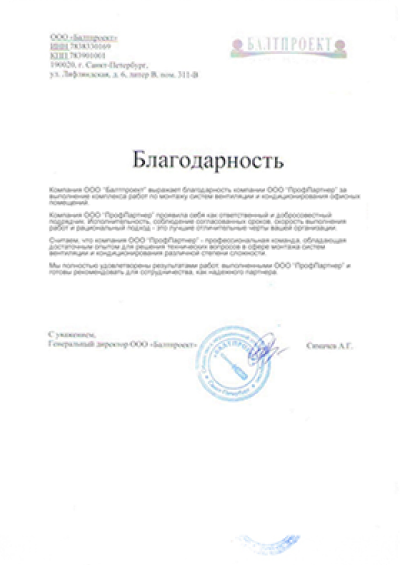 ООО «Балтпроект»
ИНН 7838330169
КПП 783901001
190020, г. Санкт-Петербург,
ул. Лифляндская, д. 6, литер В. пом. 311-В
БАЛТПРОЕКТ
Благодарность
Компания ООО "Балтпроект" выражает благодарность компании ООО "ПрофПартнер" за
выполнение комплекса работ по монтажу систем вентиляции и кондиционирования офисных
помещений.
Компания ООО "ПрофПартнер" проявила себя как ответственный и добросовестный
подрядчик. Исполнительность, соблюдение согласованных сроков, скорость выполнения
работ и рациональный подход - это лучшие отличительные черты вашей организации.
Считаем, что компания ООО "ПрофПартнер" - профессиональная команда, обладающая
достаточным опытом для решения технических вопросов в сфере монтажа систем
вентиляции и кондиционирования различной степени сложности.
Мы полностью удовлетворены результатами работ, выполненными ООО "ПрофПартнер" и
готовы рекомендовать для сотрудничества, как надежного партнера.
С уважением,
Генеральный директор ООО «Балтпроект»
Симачев А.Г.
«БАЛТПРОЕКТ»
Санкт-Петербург